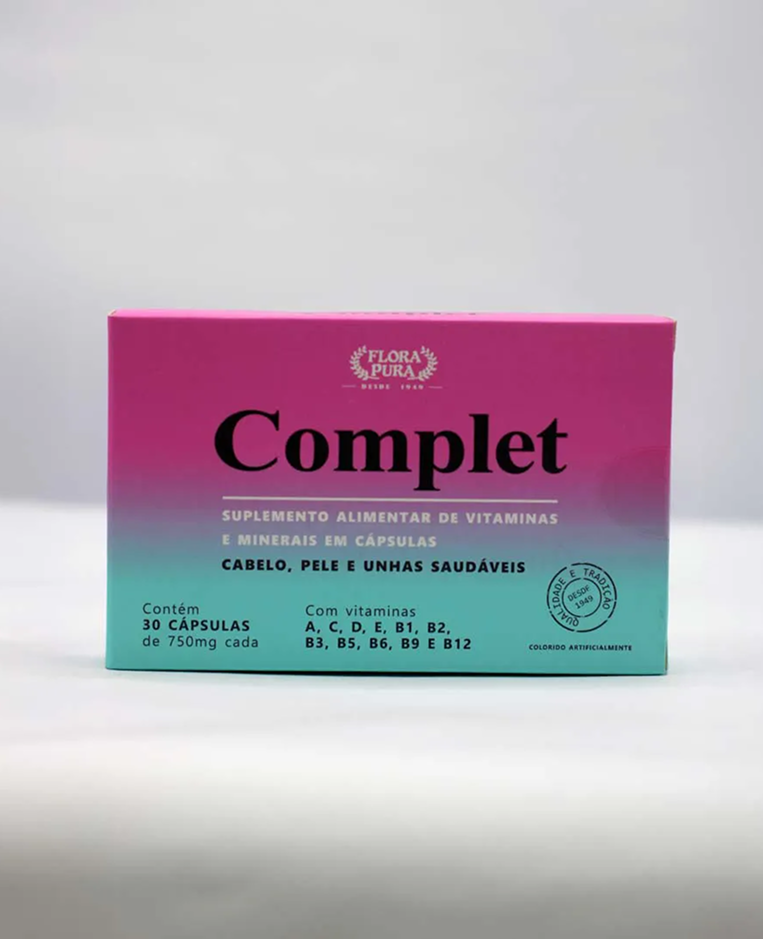 FLORA
PURA
DESDE 1949
Complet
SUPLEMENTO ALIMENTAR DE VITAMINAS
E MINERAIS EM CÁPSULAS
CABELO, PELE E UNHAS SAUDÁVEIS
Contém
30 CÁPSULAS
de 750mg cada
Com vitaminas
A, C, D, E, B1, B2,
B3, B5, B6, B9 E B12
QUALIDADE E TRADIÇÃO
DESDE
1949
COLORIDO ARTIFICIALMENTE